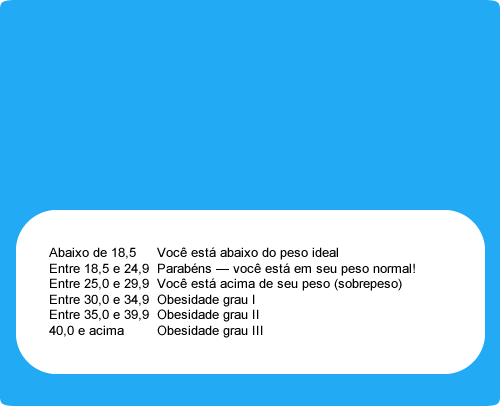 Abaixo de 18,5 Você está abaixo do peso ideal
Entre 18,5 e 24,9 Parabéns — você está em seu peso normal!
Entre 25,0 e 29,9 Você está acima de seu peso (sobrepeso)
Entre 30,0 e 34,9 Obesidade grau I
Entre 35,0 e 39,9 Obesidade grau II
40,0 e acima Obesidade grau III